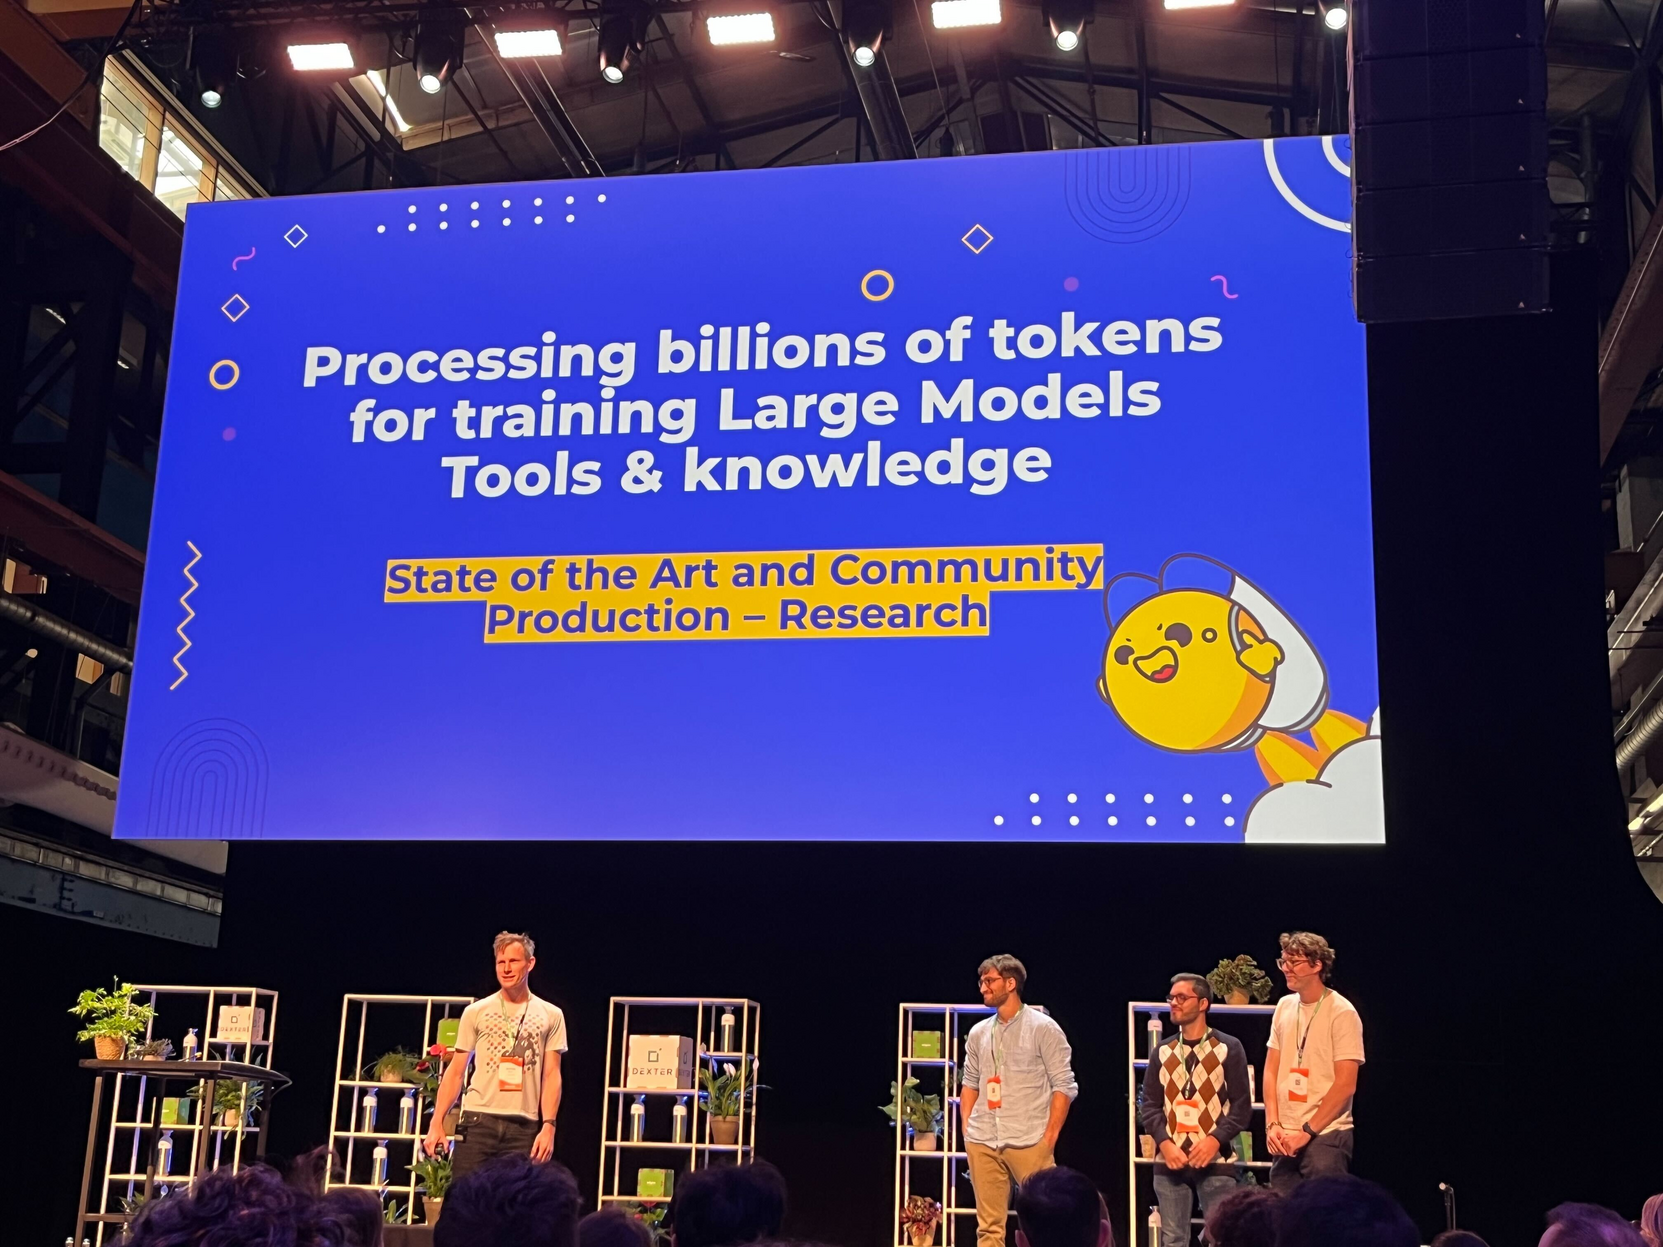 Processing billions of tokens
for training Large Models
Tools & knowledge
State of the Art and Community
Production – Research
DEXTER
DEXTER